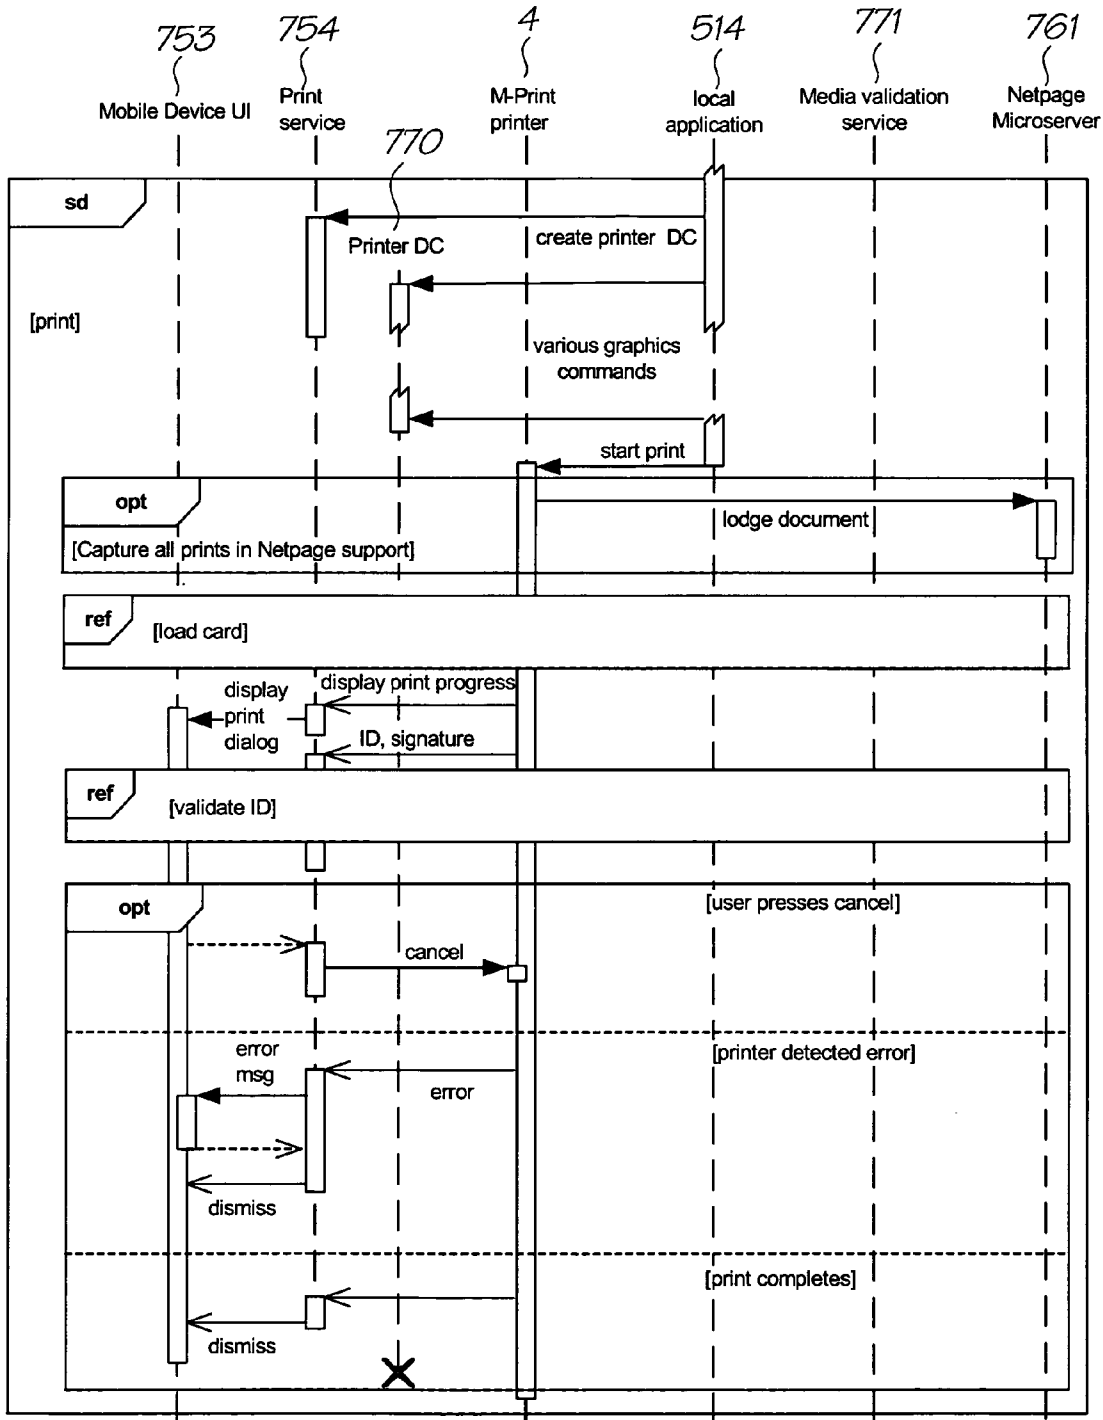 753
754
4
514
771
761
Mobile Device UI
Print
service
M-Print
printer
local
application
Media validation
service
Netpage
Microserver
770
sd
Printer DC
create printer DC
[print]
various graphics
commands
start print
opt
lodge document
[Capture all prints in Netpage support]
ref
[load card]
display print progress
display
print
dialog
ID, signature
ref
[validate ID]
opt
[user presses cancel]
cancel
[printer detected error]
error
msg
error
dismiss
[print completes]
dismiss